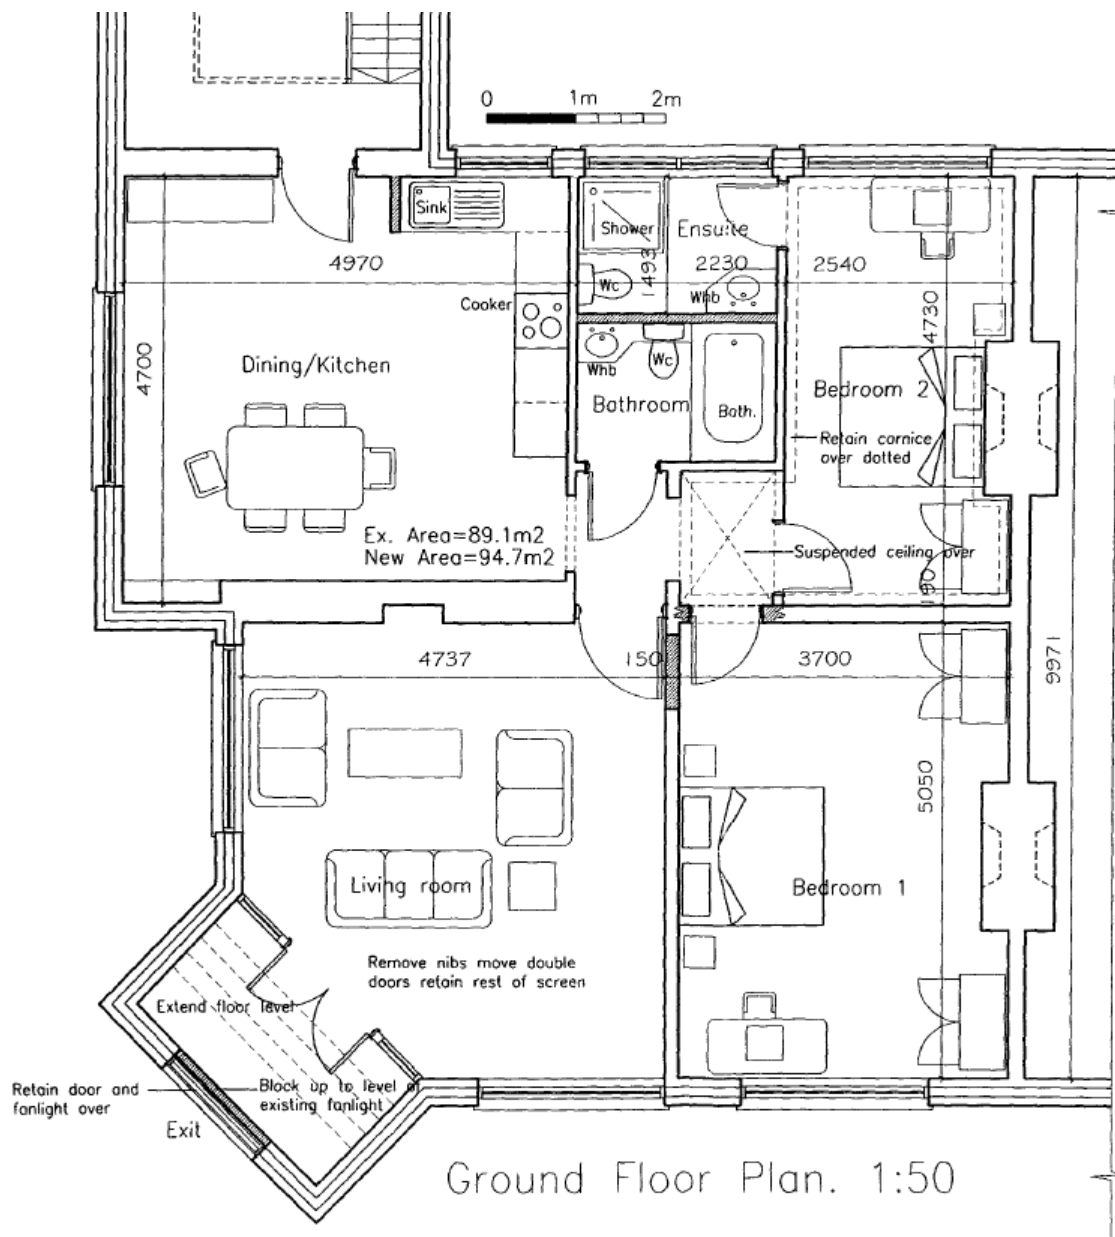 0 1m 2m
Sink
Shower
Ensuite
4970
1493
2230
2540
Wc
Whb
Cooker
4730
4700
Dining/Kitchen
Whb
Wc
Bedroom 2
Bathroom
Bath.
Retain cornice
over dotted
Ex. Area=89.1m2
New Area=94.7m2
Suspended ceiling over
190
4737
150
3700
9971
5050
Living room
Bedroom 1
Remove nibs move double
doors retain rest of screen
Extend floor level
Retain door and
fanlight over
Block up to level of
existing fanlight
Exit
Ground Floor Plan. 1:50